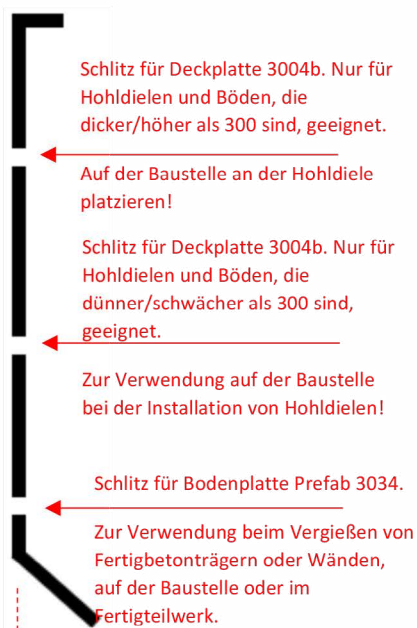 Schlitz für Deckplatte 3004b. Nur für
Hohldielen und Böden, die
dicker/höher als 300 sind, geeignet.
Auf der Baustelle an der Hohldiele
platzieren!
Schlitz für Deckplatte 3004b. Nur für
Hohldielen und Böden, die
dünner/schwächer als 300 sind,
geeignet.
Zur Verwendung auf der Baustelle
bei der Installation von Hohldielen!
Schlitz für Bodenplatte Prefab 3034.
Zur Verwendung beim Vergießen von
Fertigbetonträgern oder Wänden,
auf der Baustelle oder im
Fertigteilwerk.